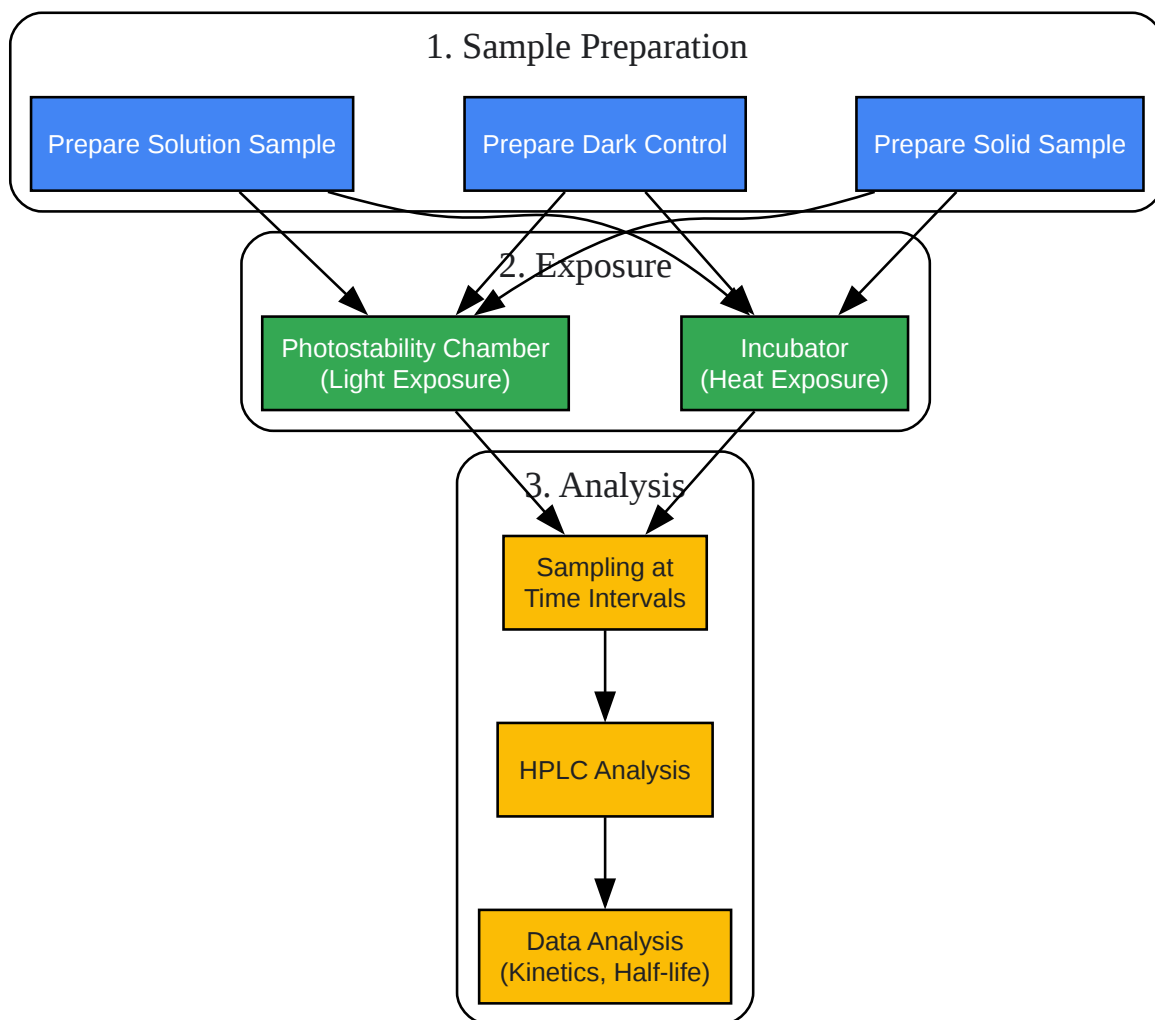 1. Sample Preparation
Prepare Solution Sample
Prepare Dark Control
Prepare Solid Sample
2. Exposure
Photostability Chamber
(Light Exposure)
Incubator
(Heat Exposure)
3. Analysis
Sampling at
Time Intervals
HPLC Analysis
Data Analysis
(Kinetics, Half-life)